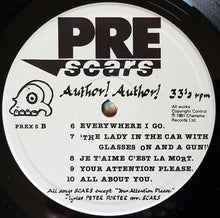 PRE
scars
Author! Author!
33⅓ rpm
All works
Copyright Control
℗ 1981 Charisma
Records Ltd.
PREX 5 B
6 EVERYWHERE I GO.
7 'THE LADY IN THE CAR WITH
GLASSES ON AND A GUN!'
8 JE T'AIME C'EST LA MORT.
9 YOUR ATTENTION PLEASE.
10 ALL ABOUT YOU.
All songs SCARS except "Your Attention Please"
lyrics PETER PORTER SCARS